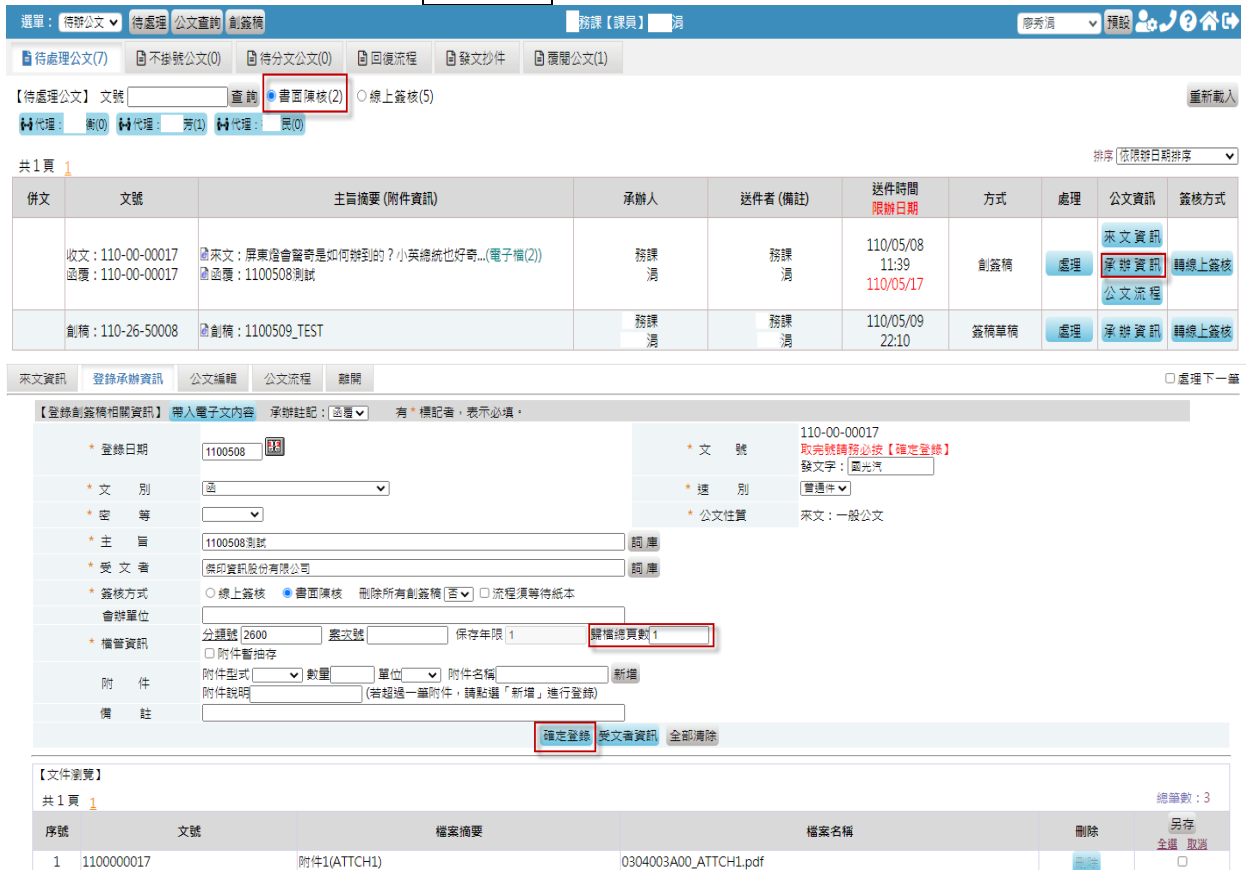 選單： 待辦公文 待處理 公文查詢 創簽稿 務課【課員】 涓 廖秀涓 預設
待處理公文(7) 不掛號公文(0) 待分文公文(0) 回復流程 發文抄件 覆閱公文(1)
【待處理公文】 文號 查詢 書面陳核(2) 線上簽核(5) 重新載入
代理： 衡(0) 代理： 芳(1) 代理： 民(0)
排序 依限辦日期排序
共1頁 1
併文 文號 主旨摘要 (附件資訊) 承辦人 送件者 (備註) 送件時間 限辦日期 方式 處理 公文資訊 簽核方式
收文：110-00-00017 來文：屏東燈會驚奇是如何辦到的？小英總統也好奇...(電子檔(2)) 務課 務課 110/05/08 11:39 創簽稿 處理 來文資訊 轉線上簽核
函覆：110-00-00017 函覆：1100508測試 涓 涓 110/05/17 承辦資訊
公文流程
創稿：110-26-50008 創稿：1100509_TEST 務課 涓 務課 涓 110/05/09 22:10 簽稿草稿 處理 承辦資訊 轉線上簽核
來文資訊 登錄承辦資訊 公文編輯 公文流程 離開 處理下一筆
【登錄創簽稿相關資訊】 帶入電子文內容 承辦註記： 函覆 有 * 標記者，表示必填。
* 登錄日期 1100508 * 文 號 110-00-00017
取完號請務必按【確定登錄】
發文字： 國光汽
* 文 別 函 * 速 別 普通件
* 密 等 * 公文性質 來文：一般公文
* 主 旨 1100508測試 詞庫
* 受 文 者 傑印資訊股份有限公司 詞庫
* 簽核方式 線上簽核 書面陳核 刪除所有創簽稿 否 流程須等待紙本
會辦單位
* 檔管資訊 分類號 2600 案次號 保存年限 1 歸檔總頁數 1
附件暫抽存
附 件 附件型式 數量 單位 附件名稱 新增
附件說明 (若超過一筆附件，請點選「新增」進行登錄)
備 註
確定登錄 受文者資訊 全部清除
【文件瀏覽】
共1頁 1 總筆數：3
序號 文號 檔案摘要 檔案名稱 刪除 另存
全選 取消
1 1100000017 附件1(ATTCH1) 0304003A00_ATTCH1.pdf 刪除